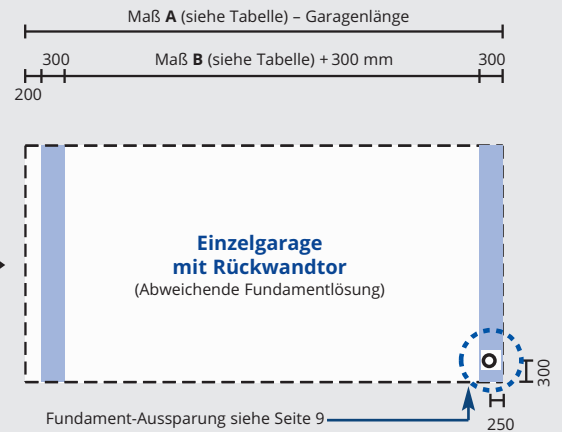 Maß A (siehe Tabelle) – Garagenlänge
300 Maß B (siehe Tabelle) + 300 mm 300
200
Einzelgarage
mit Rückwandtor
(Abweichende Fundamentlösung)
300
Fundament-Aussparung siehe Seite 9
250